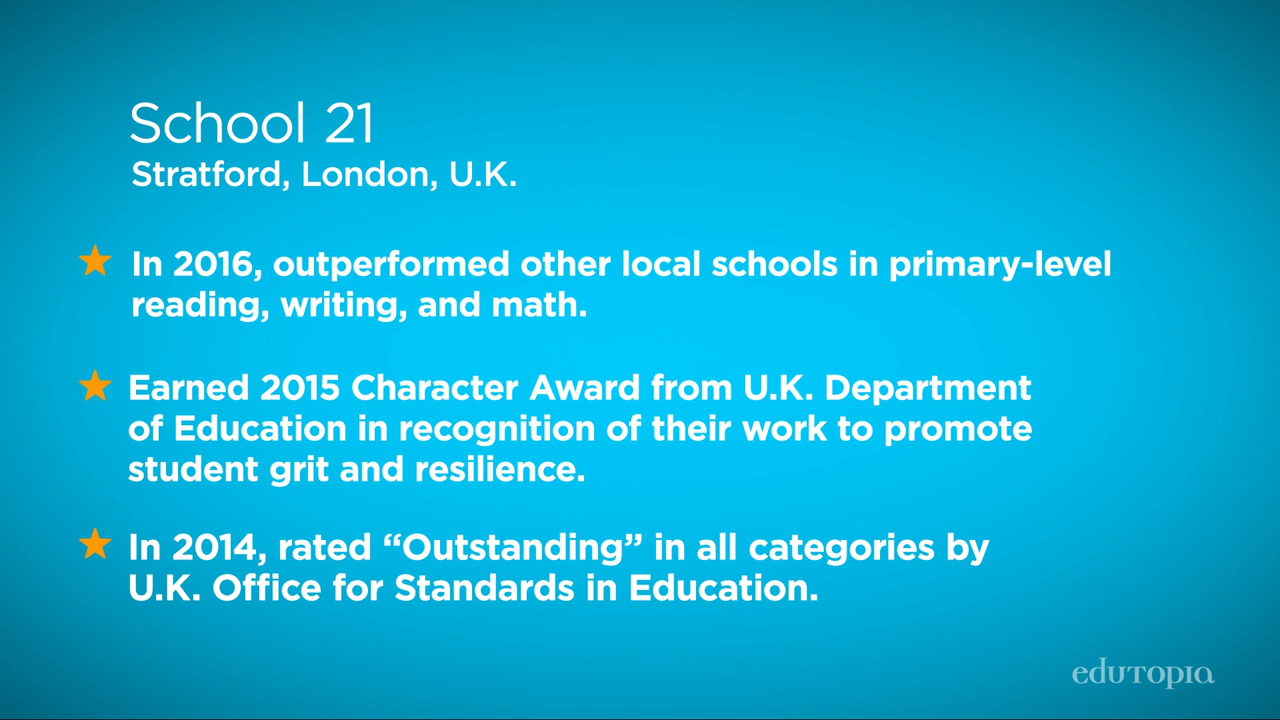 School 21
Stratford, London, U.K.
In 2016, outperformed other local schools in primary-level
reading, writing, and math.
Earned 2015 Character Award from U.K. Department
of Education in recognition of their work to promote
student grit and resilience.
In 2014, rated “Outstanding” in all categories by
U.K. Office for Standards in Education.
edutopia